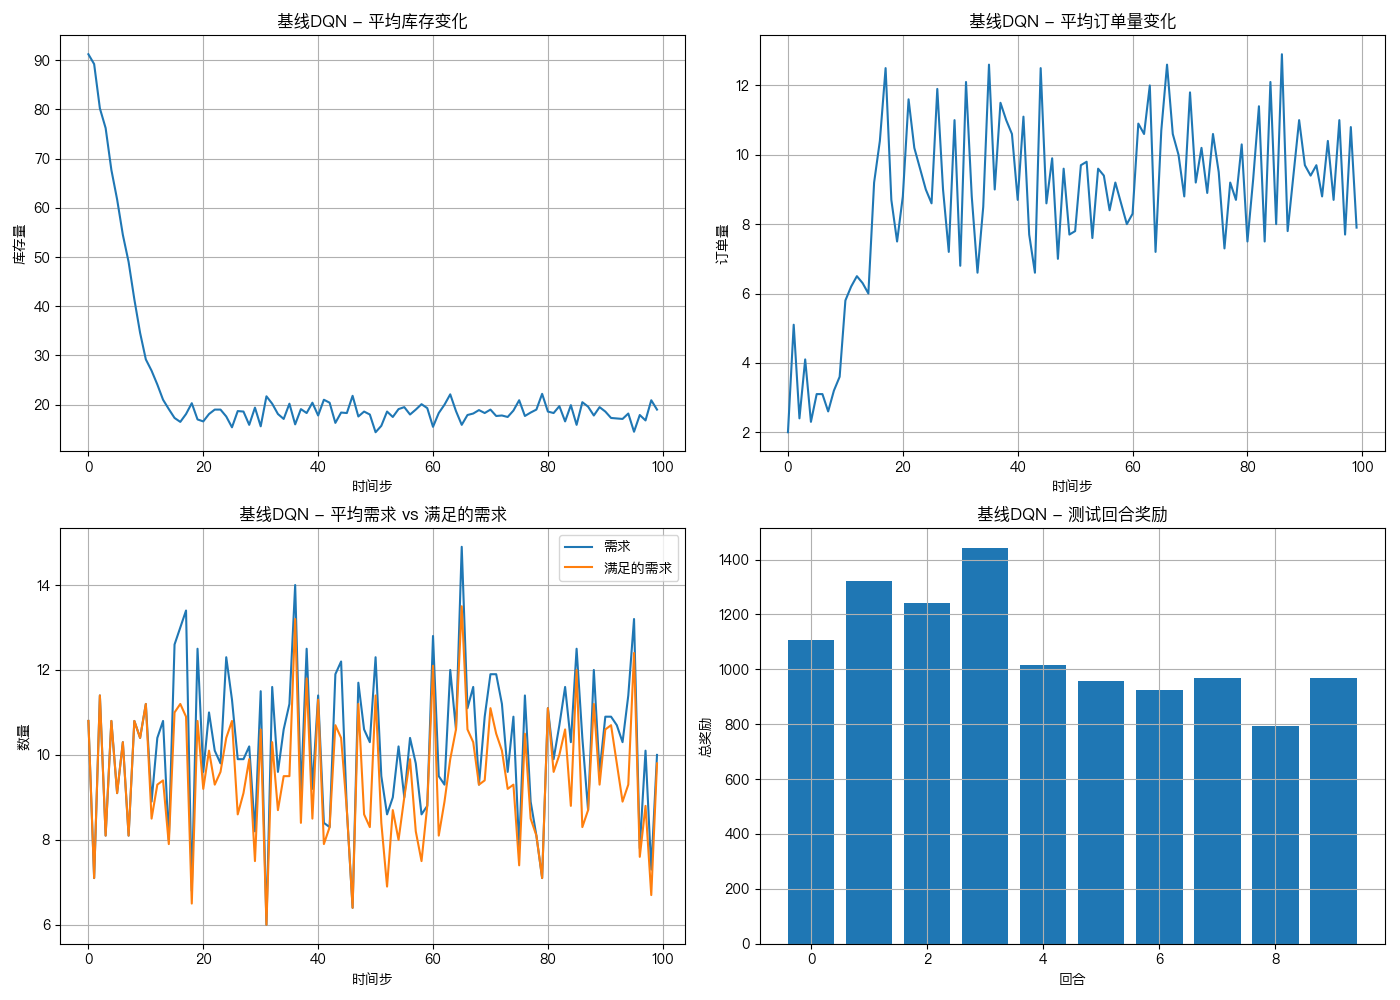 基线DQN – 平均库存变化
90
80
70
60
50
40
30
20
库存量
0 20 40 60 80 100
时间步
基线DQN – 平均订单量变化
12
10
8
6
4
2
订单量
0 20 40 60 80 100
时间步
基线DQN – 平均需求 vs 满足的需求
需求
满足的需求
14
12
10
8
6
数量
0 20 40 60 80 100
时间步
基线DQN – 测试回合奖励
1400
1200
1000
800
600
400
200
0
总奖励
0 2 4 6 8
回合